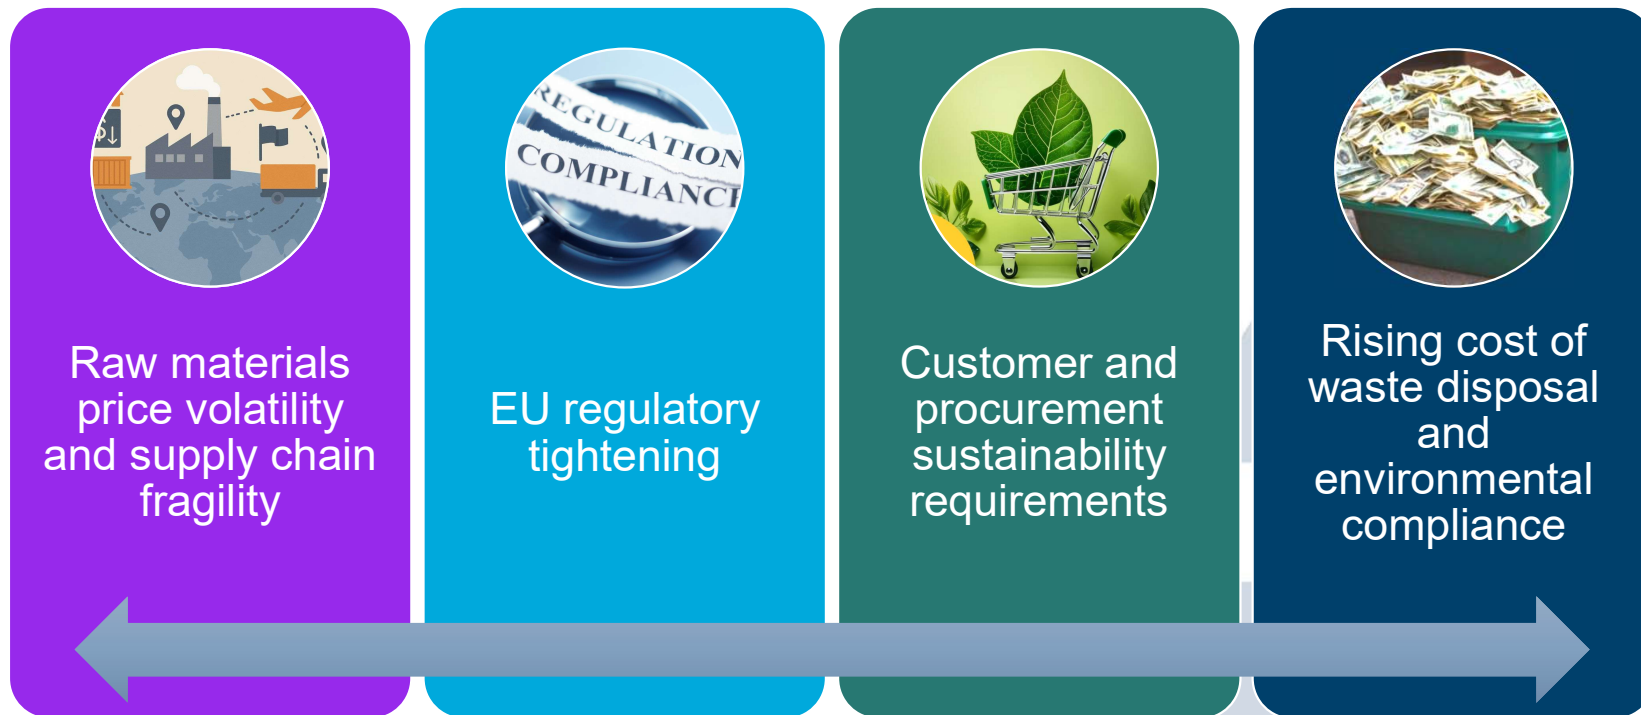 REGULATION
COMPLIANC
Raw materials
price volatility
and supply chain
fragility
EU regulatory
tightening
Customer and
procurement
sustainability
requirements
Rising cost of
waste disposal
and
environmental
compliance